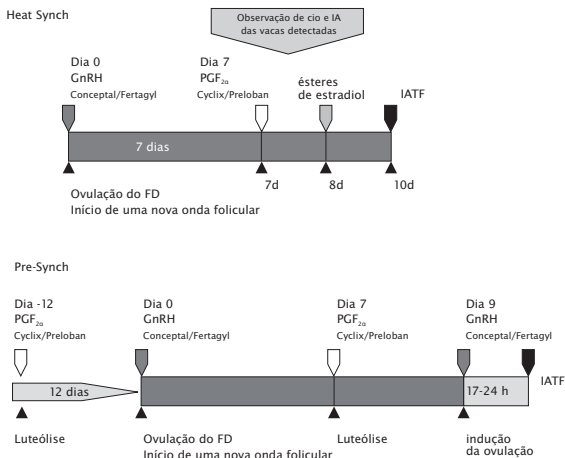 Heat Synch
Observação de cio e IA
das vacas detectadas
Dia 0
GnRH
Conceptal/Fertagyl
Dia 7
PGF2α
Cyclix/Preloban
ésteres
de estradiol
IATF
7 dias
7d
8d
10d
Ovulação do FD
Início de uma nova onda folicular
Pre-Synch
Dia -12
PGF2α
Cyclix/Preloban
Dia 0
GnRH
Conceptal/Fertagyl
Dia 7
PGF2α
Cyclix/Preloban
Dia 9
GnRH
Conceptal/Fertagyl
12 dias
17-24 h
IATF
Luteólise
Ovulação do FD
Início de uma nova onda folicular
Luteólise
indução
da ovulação